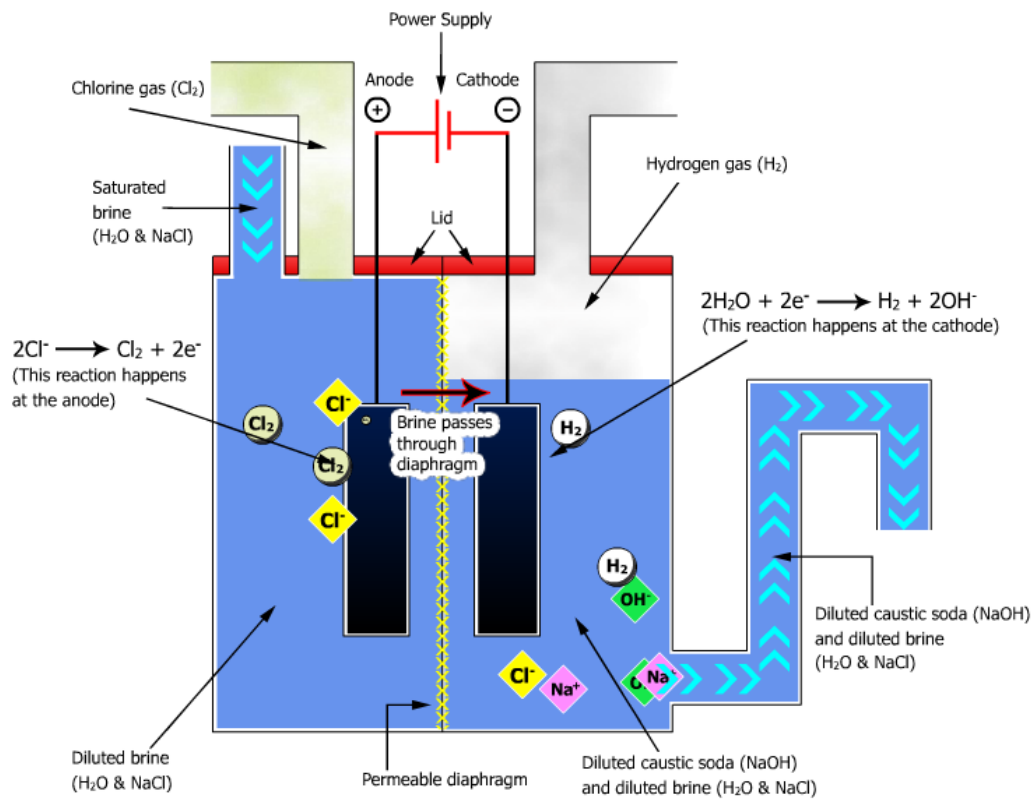 Power Supply
Anode
Cathode
+
−
Chlorine gas (Cl₂)
Hydrogen gas (H₂)
Saturated
brine
(H₂O & NaCl)
Lid
2H₂O + 2e⁻ → H₂ + 2OH⁻
(This reaction happens at the cathode)
2Cl⁻ → Cl₂ + 2e⁻
(This reaction happens
at the anode)
Cl⁻
Cl₂
Cl₂
Cl⁻
Brine passes
through
diaphragm
H₂
H₂
OH⁻
Cl⁻
Na⁺
Na⁺
Diluted caustic soda (NaOH)
and diluted brine
(H₂O & NaCl)
Diluted brine
(H₂O & NaCl)
Permeable diaphragm
Diluted caustic soda (NaOH)
and diluted brine (H₂O & NaCl)